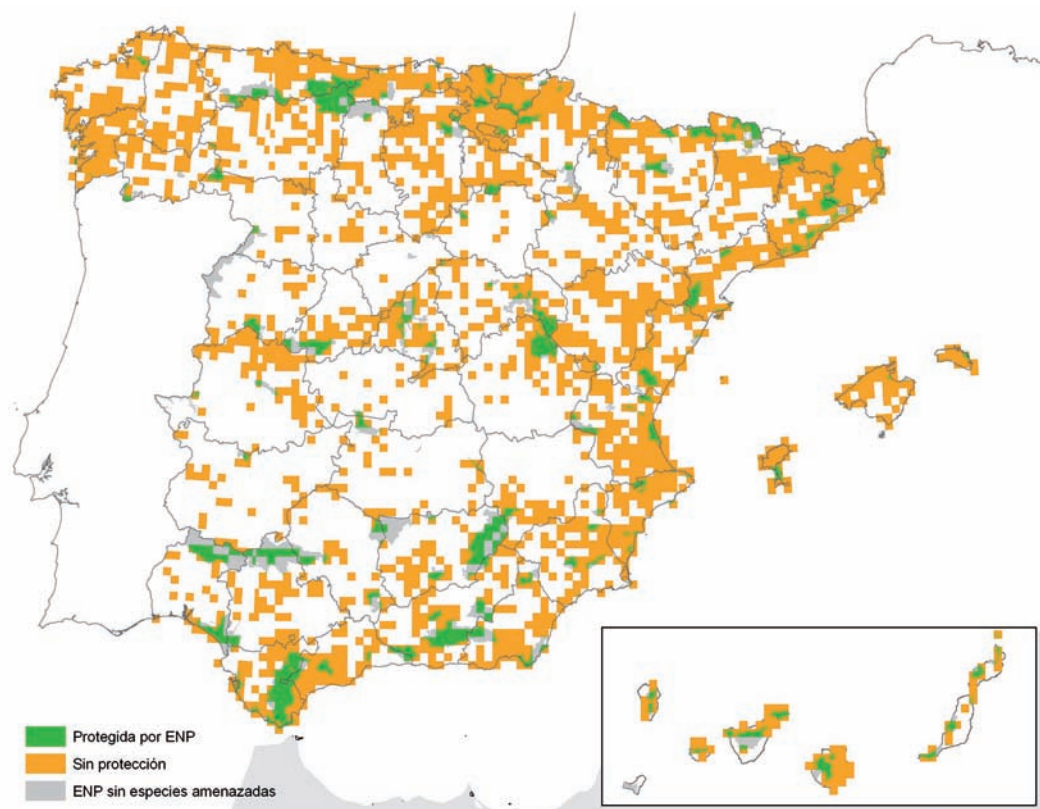 Protegida por ENP
Sin protección
ENP sin especies amenazadas